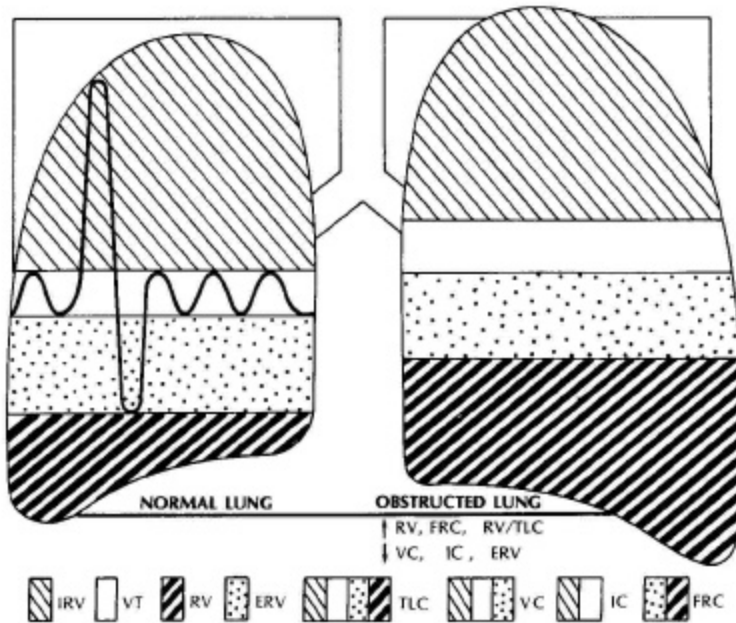 NORMAL LUNG
OBSTRUCTED LUNG
↑ RV, FRC, RV/TLC
↓ VC, IC, ERV
IRV VT RV ERV TLC VC IC FRC